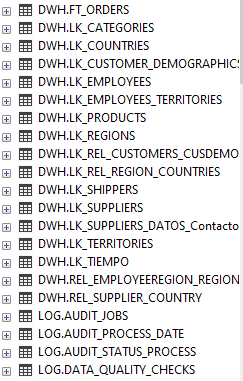 DWH.FT_ORDERS
DWH.LK_CATEGORIES
DWH.LK_COUNTRIES
DWH.LK_CUSTOMER_DEMOGRAPHICS
DWH.LK_EMPLOYEES
DWH.LK_EMPLOYEES_TERRITORIES
DWH.LK_PRODUCTS
DWH.LK_REGIONS
DWH.LK_REL_CUSTOMERS_CUSDEMO
DWH.LK_REL_REGION_COUNTRIES
DWH.LK_SHIPPERS
DWH.LK_SUPPLIERS
DWH.LK_SUPPLIERS_DATOS_Contacto
DWH.LK_TERRITORIES
DWH.LK_TIEMPO
DWH.REL_EMPLOYEEREGION_REGION
DWH.REL_SUPPLIER_COUNTRY
LOG.AUDIT_JOBS
LOG.AUDIT_PROCESS_DATE
LOG.AUDIT_STATUS_PROCESS
LOG.DATA_QUALITY_CHECKS